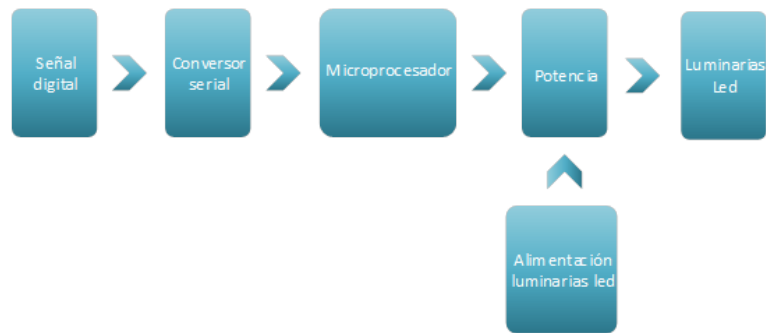 Señal
digital
Conversor
serial
Microprocesador
Potencia
Luminarias
Led
Alimentación
luminarias led